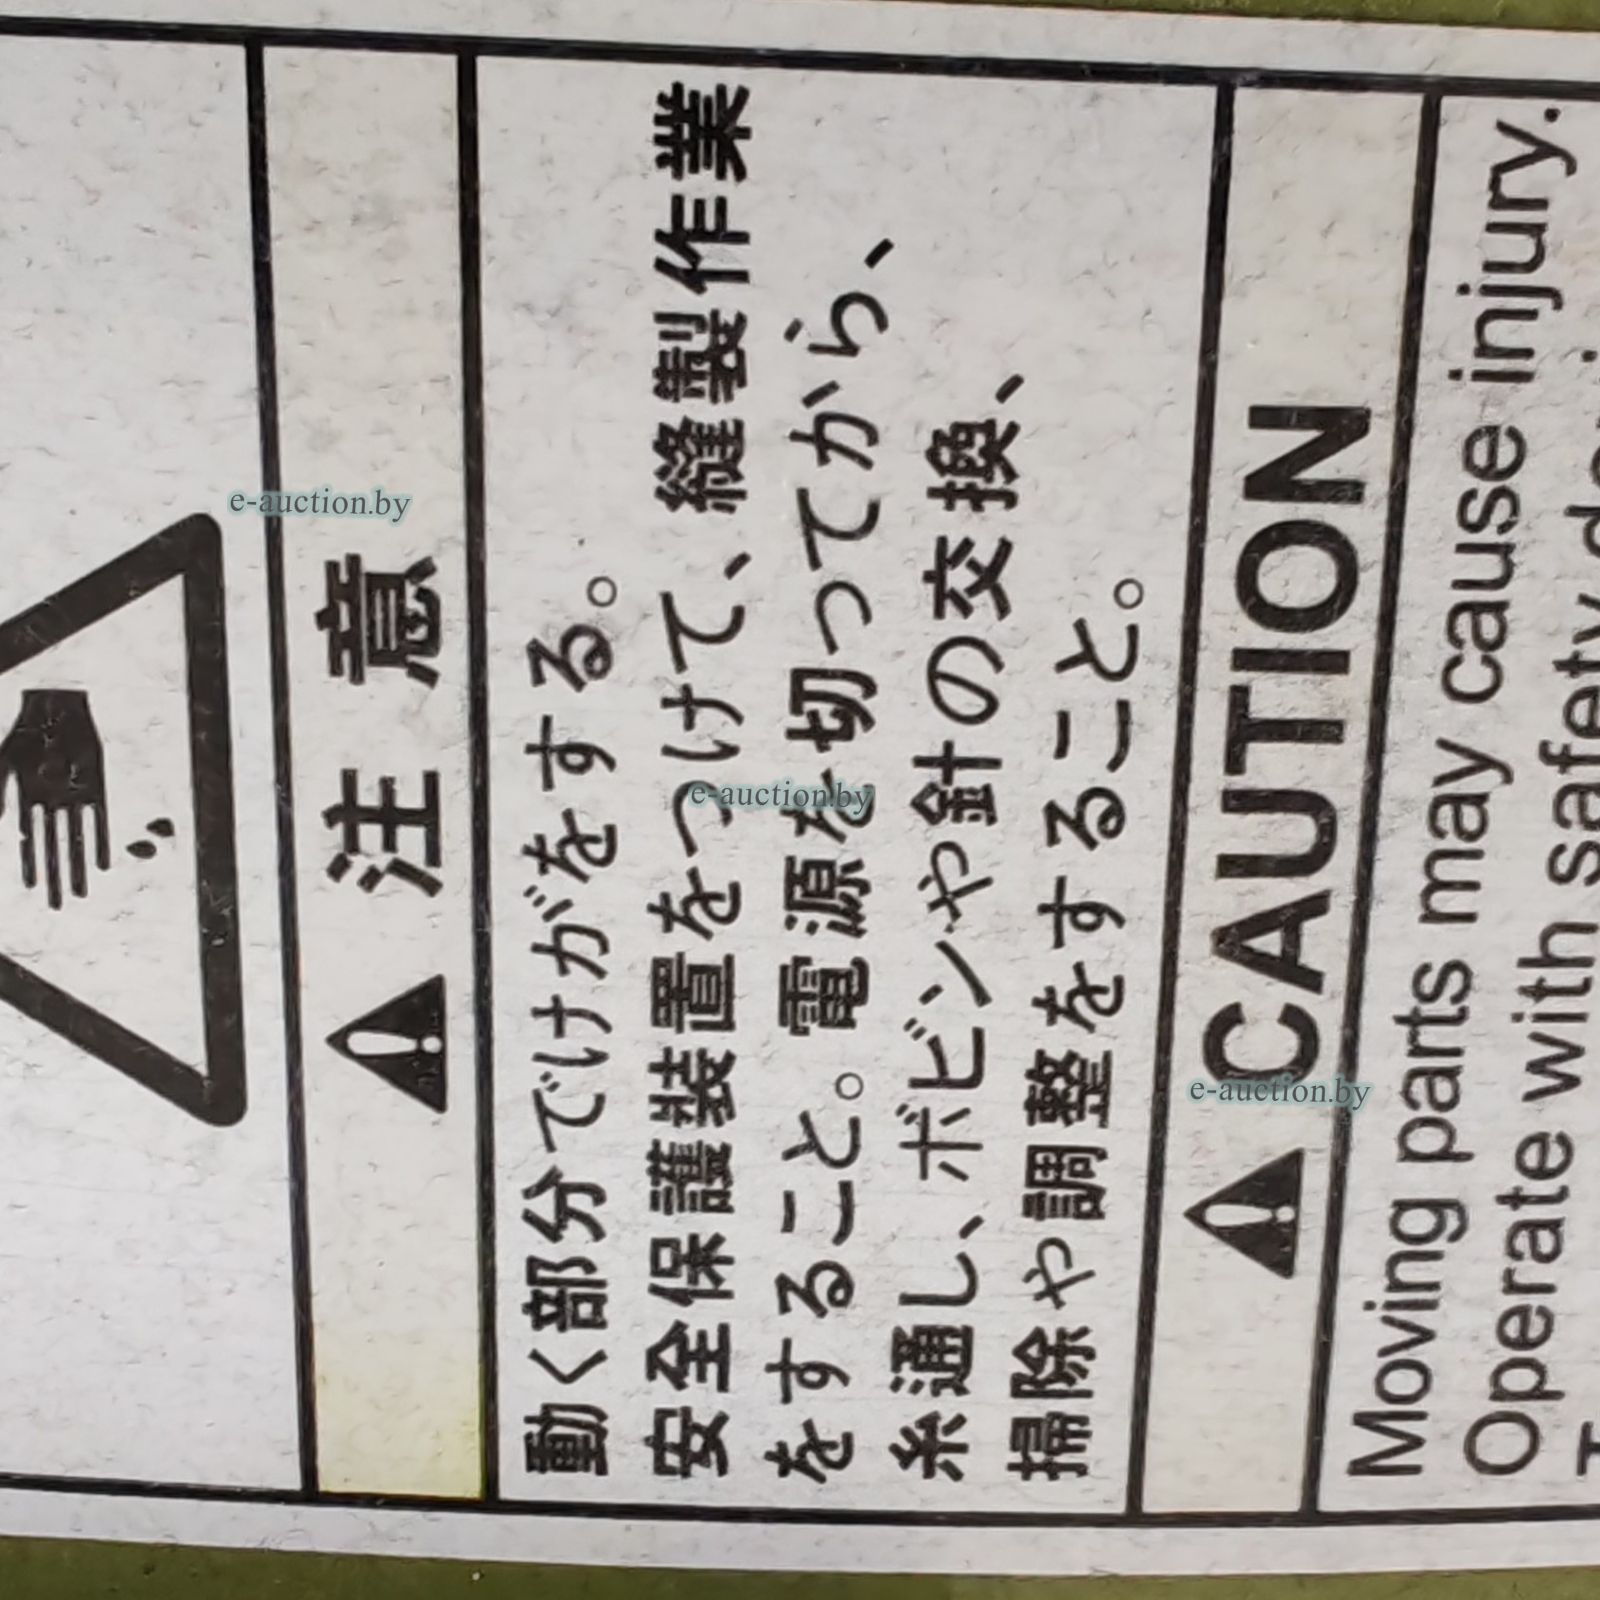 ⚠ 注意
動く部分でけがをする。
安全保護装置をつけて、縫製作業
をすること。電源を切ってから、
糸通し、ボビンや針の交換、
掃除や調整をすること。
⚠ CAUTION
Moving parts may cause injury.
Operate with safety
e-auction.by
e-auction.by
e-auction.by